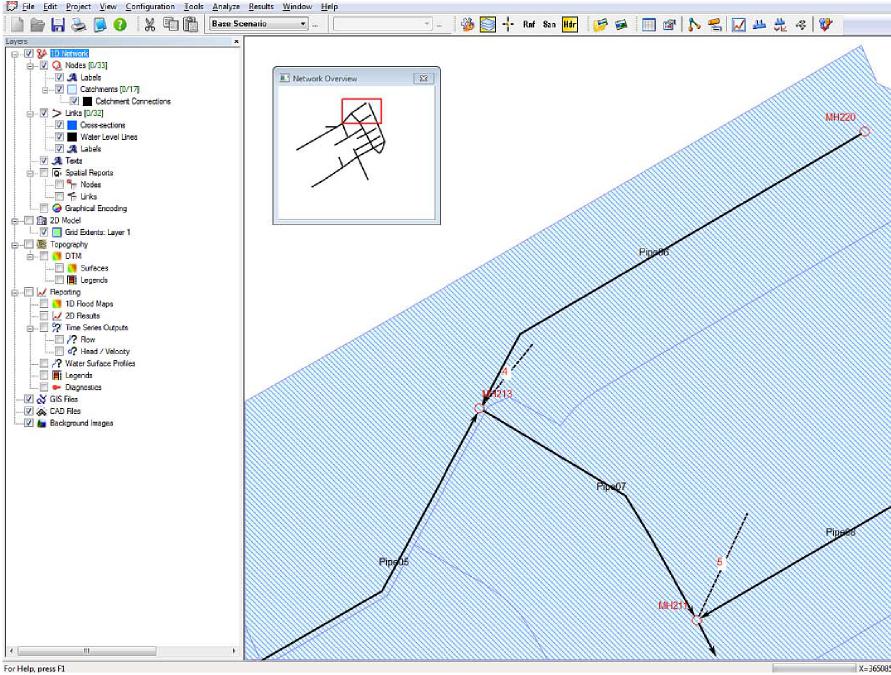 File Edit Project View Configuration Tools Analyze Results Window Help
Base Scenario ... ... Rnf San Hdr
Layers
1D Network
Nodes [0/33]
Labels
Catchments [0/17]
Catchment Connections
Links [0/32]
Cross-sections
Water Level Lines
Labels
Texts
Spatial Reports
Nodes
Links
Graphical Encoding
2D Model
Grid Extents: Layer 1
Topography
DTM
Surfaces
Legends
Reporting
1D Flood Maps
2D Results
Time Series Outputs
Flow
Head / Velocity
Water Surface Profiles
Legends
Diagnostics
GIS Files
CAD Files
Background Images
Network Overview
MH220
Pipe06
4
MH213
Pipe07
Pipe05
5
Pipe08
MH211
For Help, press F1
X=365085